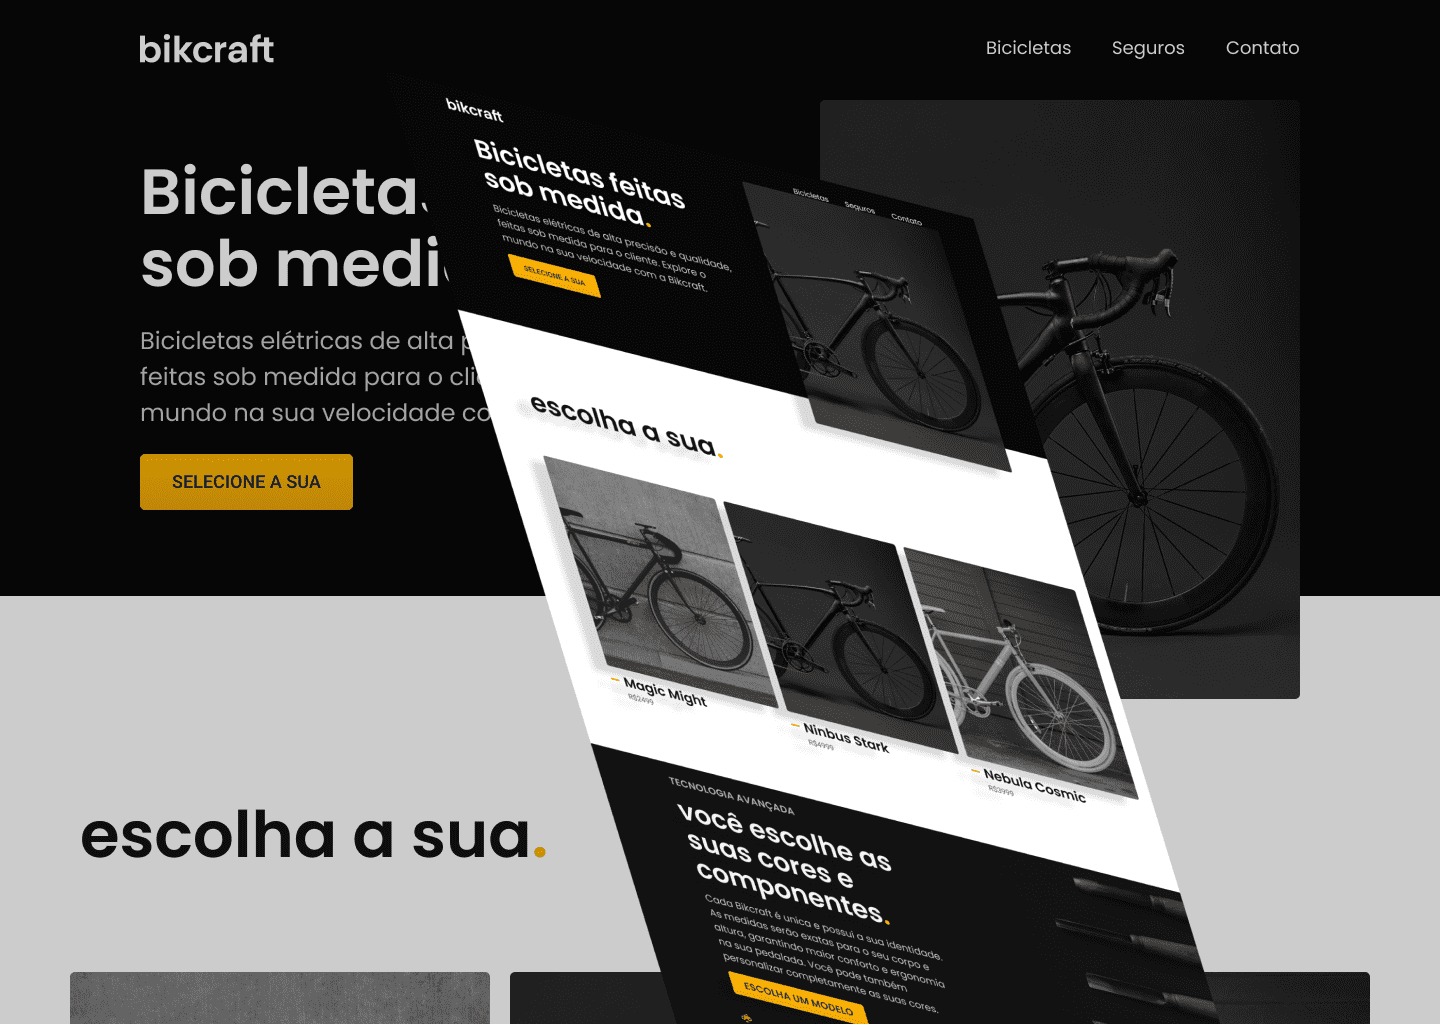 bikcraft
Bicicletas Seguros Contato
Bicicletas
sob medi
Bicicletas elétricas de alta
feitas sob medida para o
mundo na sua velocidade
SELECIONE A SUA
escolha a sua.
bikcraft
Bicicletas Seguros Contato
Bicicletas feitas
sob medida.
Bicicletas elétricas de alta precisão e qualidade,
feitas sob medida para o cliente. Explore o
mundo na sua velocidade com a Bikcraft.
SELECIONE A SUA
escolha a sua.
Magic Might
R$2499
Ninbus Stark
R$4999
Nebula Cosmic
R$3999
TECNOLOGIA AVANÇADA
você escolhe as
suas cores e
componentes.
Cada Bikcraft é unica e possui a sua identidade.
As medidas serão exatas para o seu corpo e
altura, garantindo maior conforto e ergonomia
na sua pedalada. Você pode também
personalizar completamente as suas cores.
ESCOLHA UM MODELO